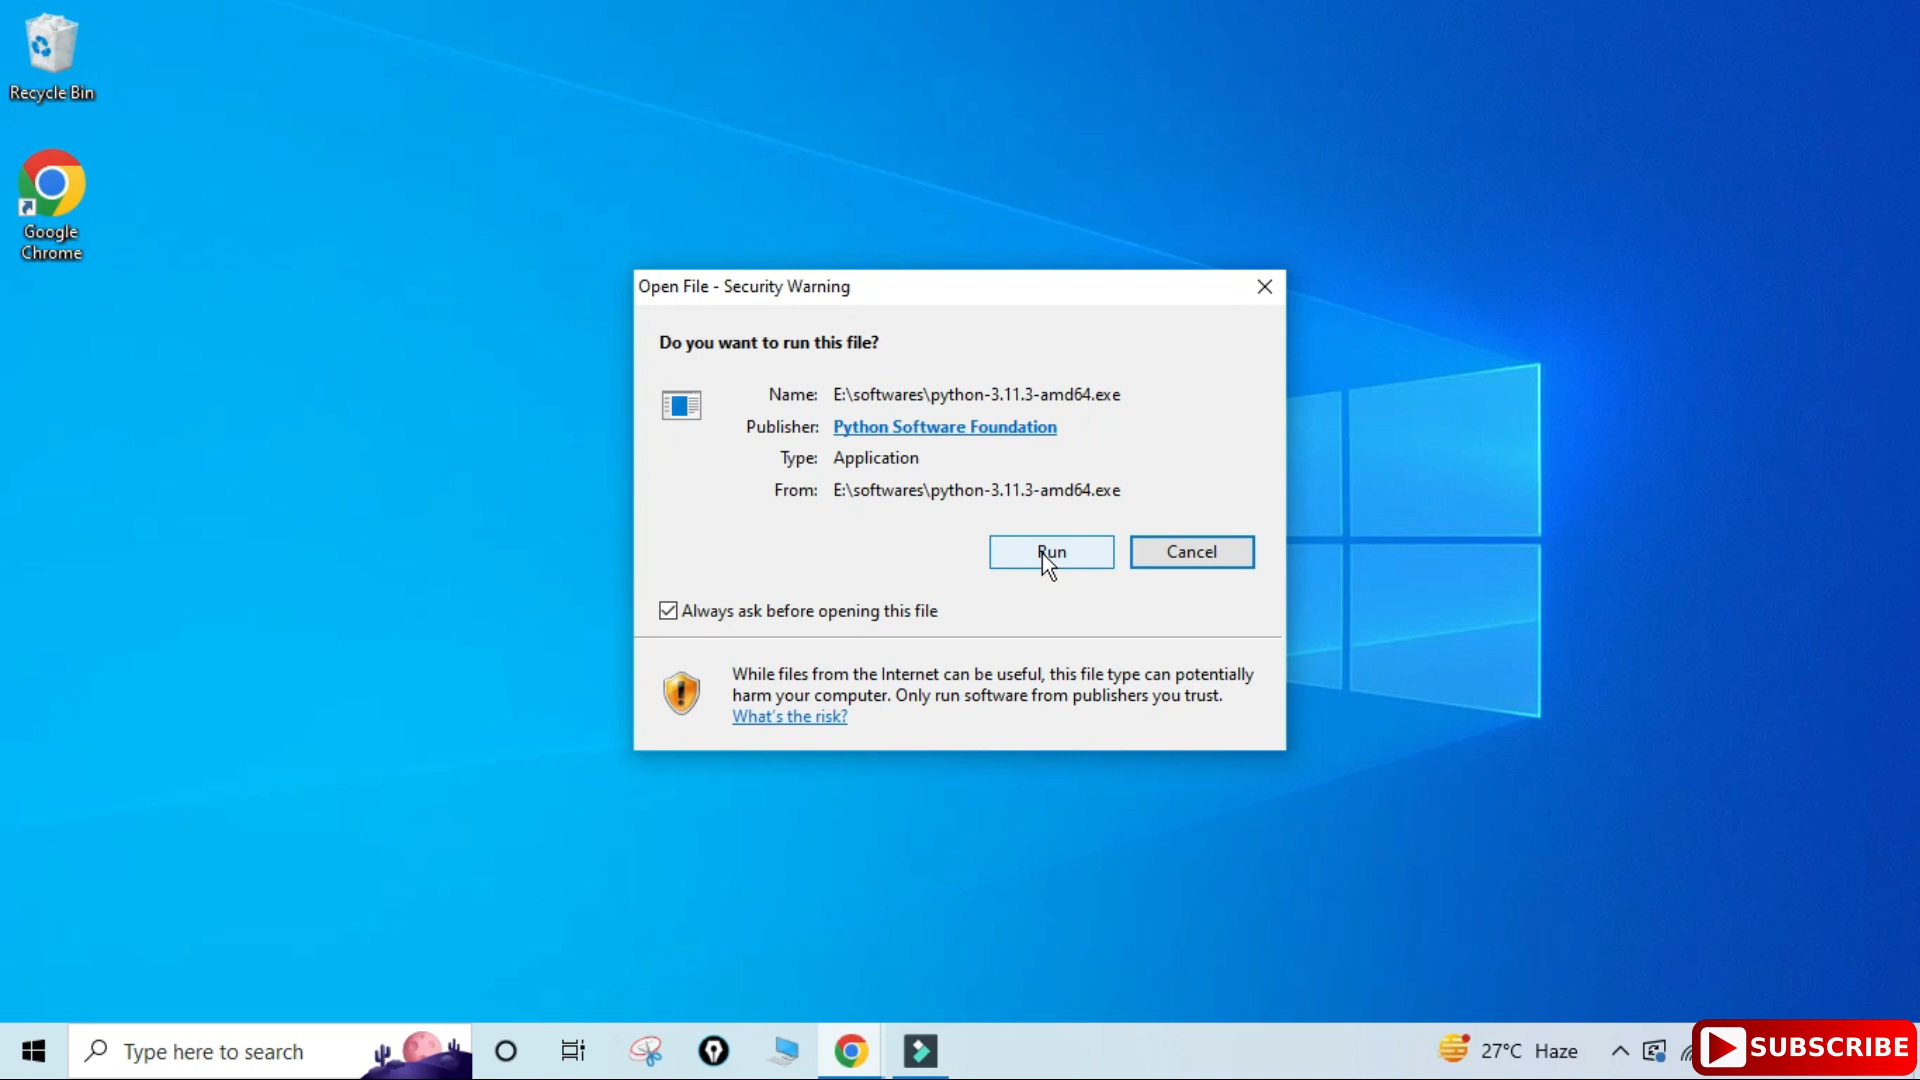 Recycle Bin
Google
Chrome
Open File - Security Warning
Do you want to run this file?
Name: E:\softwares\python-3.11.3-amd64.exe
Publisher: Python Software Foundation
Type: Application
From: E:\softwares\python-3.11.3-amd64.exe
Run Cancel
Always ask before opening this file
While files from the Internet can be useful, this file type can potentially
harm your computer. Only run software from publishers you trust.
What's the risk?
Type here to search
27°C Haze
SUBSCRIBE